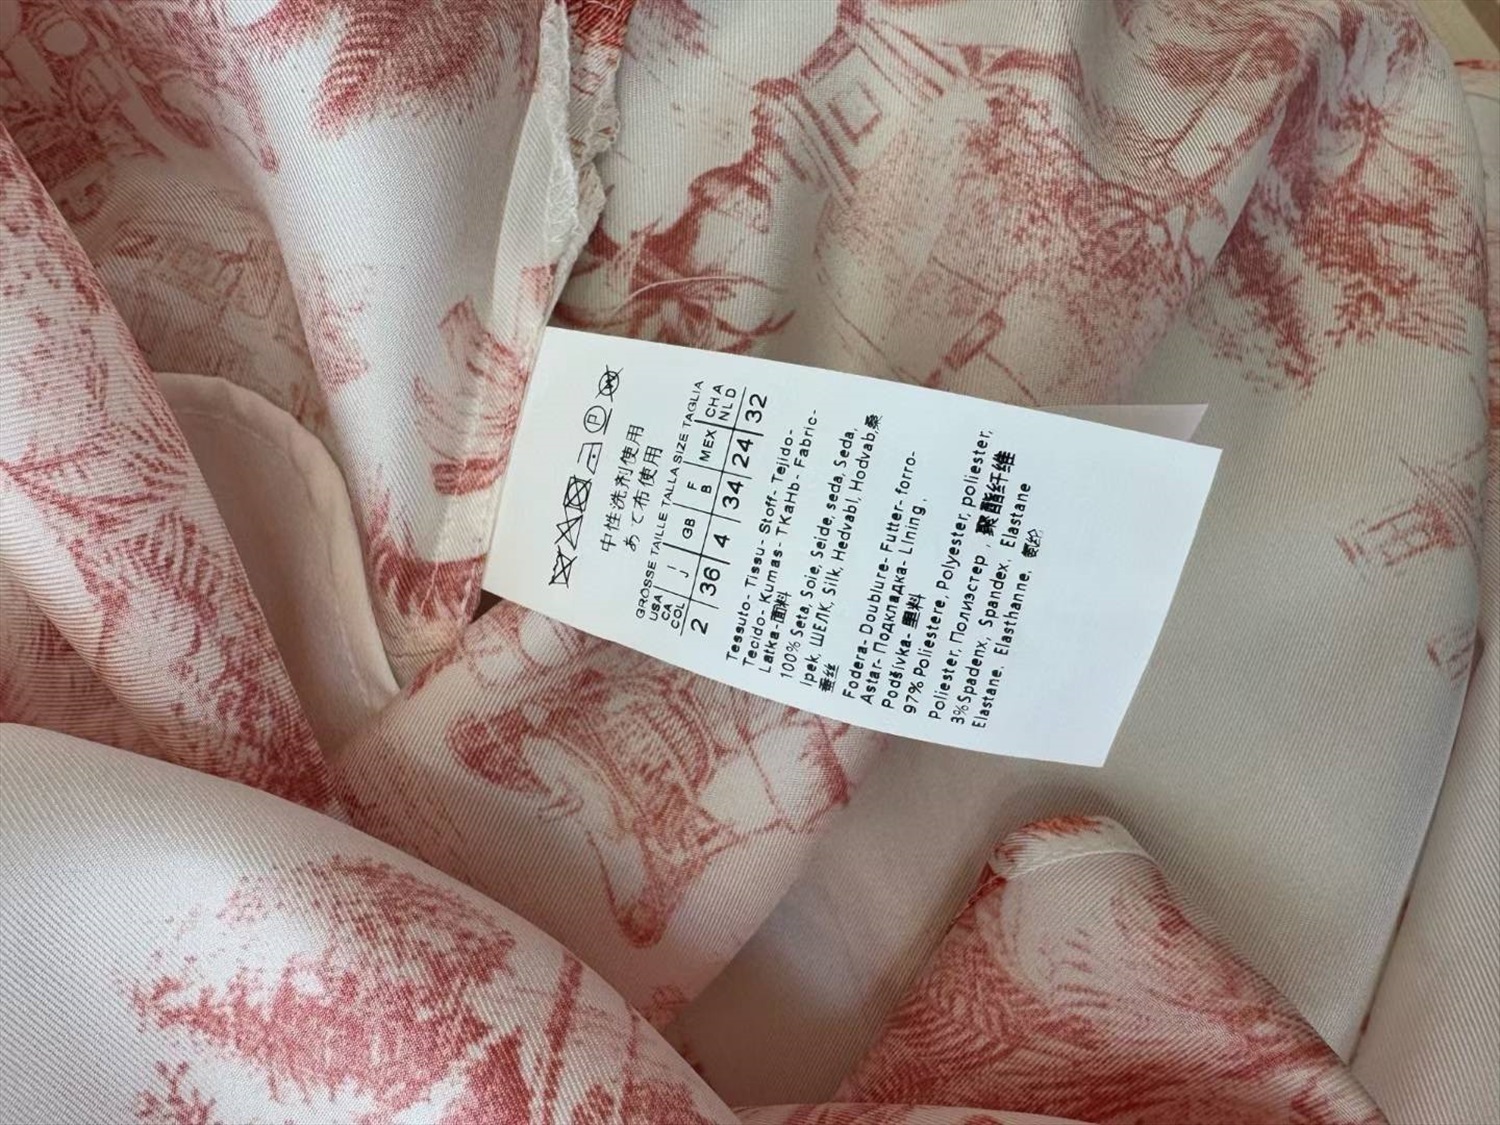 中性洗剤使用
あて布使用
GROSSE TAILLE TALLA SIZE TAGLIA
USA CA COL
J I
GB
F B
MEX
CHA NLD
2 36 4 34 24 32
Tessuto- Tissu- Stoff- Tejido-
Tecido- Kumas- TKaHb- Fabric-
Latka-面料
100% Seta, Soie, Seide, seda, Seda,
Ipek, ШЕЛК, Silk, Hedvabl, Hodvab,桑
蚕丝
Fodera- Doublure- Futter- forro-
Astar- Подкладка- Lining,
Podšívka- 里料
97% Poliestere, Polyester, poliester,
Poliester, Полиэстер , 聚酯纤维
3%Spadenx, Spandex, Elastane
Elastane, Elasthanne, 氨纶